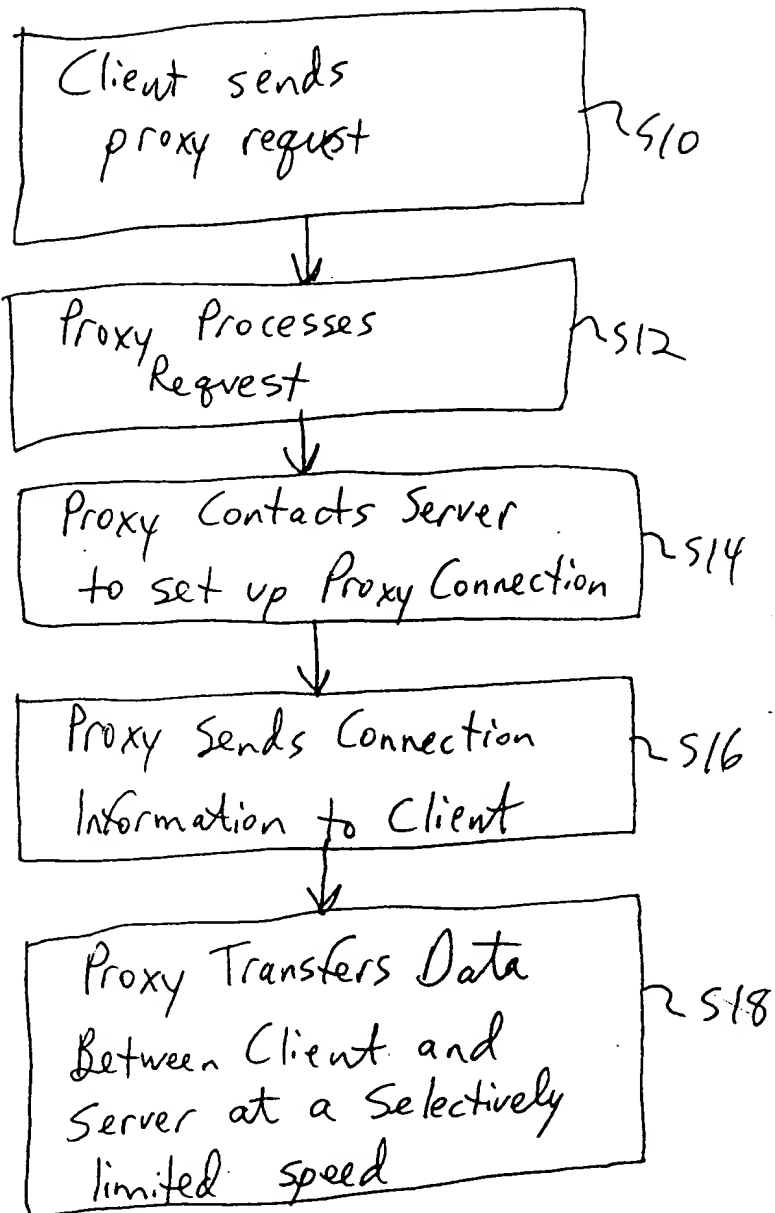 Client sends
proxy request
S10
Proxy Processes
Request
S12
Proxy Contacts Server
to set up Proxy Connection
S14
Proxy Sends Connection
Information to Client
S16
Proxy Transfers Data
Between Client and
Server at a Selectively
limited speed
S18